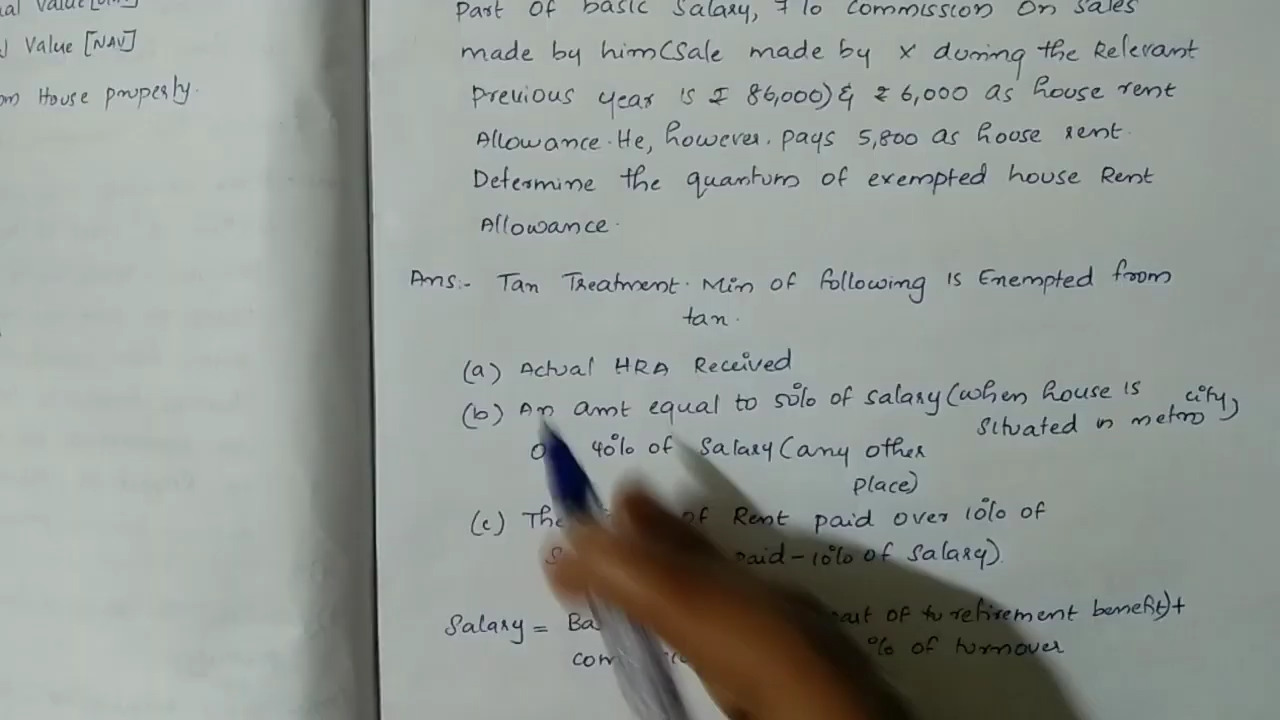 Value
Value [NAV]
House property.
Part of basic salary, 7% commission on sales
made by him (sale made by X during the Relevant
Previous year is ₹ 86,000) & ₹ 6,000 as house rent
Allowance. He, however. pays 5,800 as hoose rent.
Determine the quantum of exempted house Rent
Allowance.
Ans:- Tan Treatment. Min of following is Exempted from
tan.
(a) Actual HRA Received
(b) An amt equal to 50% of salary (when house is
situated in metro city,
40% of salary (any other
place)
(c) The of Rent paid over 10% of
paid - 10% of salary).
Salary = of retirement benefit) +
% of turnover